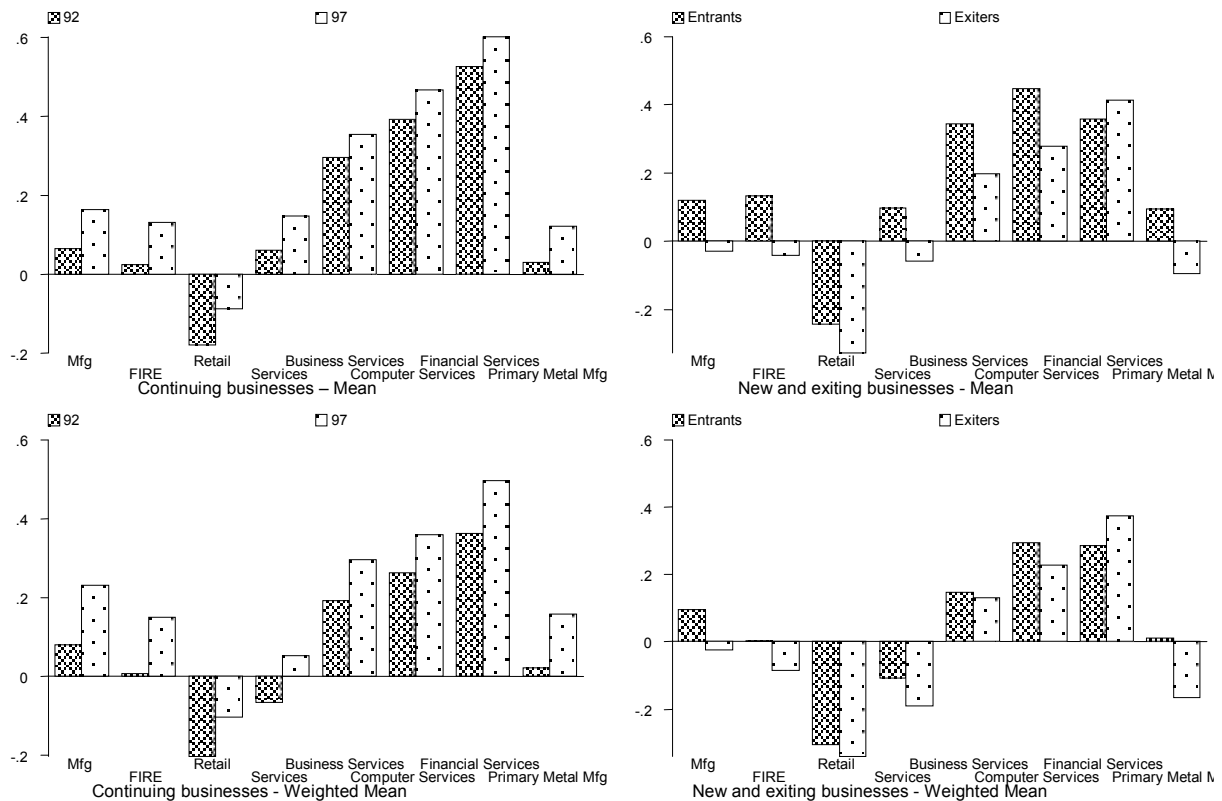 92 97
.6
.4
.2
0
-.2
Mfg Retail Business Services Financial Services
FIRE Services Computer Services Primary Metal Mfg
Continuing businesses – Mean
Entrants Exiters
.6
.4
.2
0
-.2
Mfg Retail Business Services Financial Services
FIRE Services Computer Services Primary Metal M
New and exiting businesses - Mean
92 97
.6
.4
.2
0
-.2
Mfg Retail Business Services Financial Services
FIRE Services Computer Services Primary Metal Mfg
Continuing businesses - Weighted Mean
Entrants Exiters
.6
.4
.2
0
-.2
Mfg Retail Business Services Financial Services
FIRE Services Computer Services Primary Metal M
New and exiting businesses - Weighted Mean